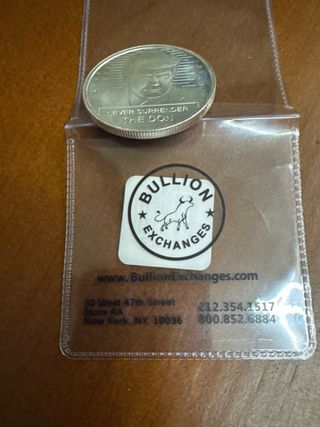 NEVER SURRENDER
THE DON
BULLION
EXCHANGES
www.BullionExchanges.com
30 West 47th Street
Store #A
New York, NY, 10036
212.354.1517
800.852.6884